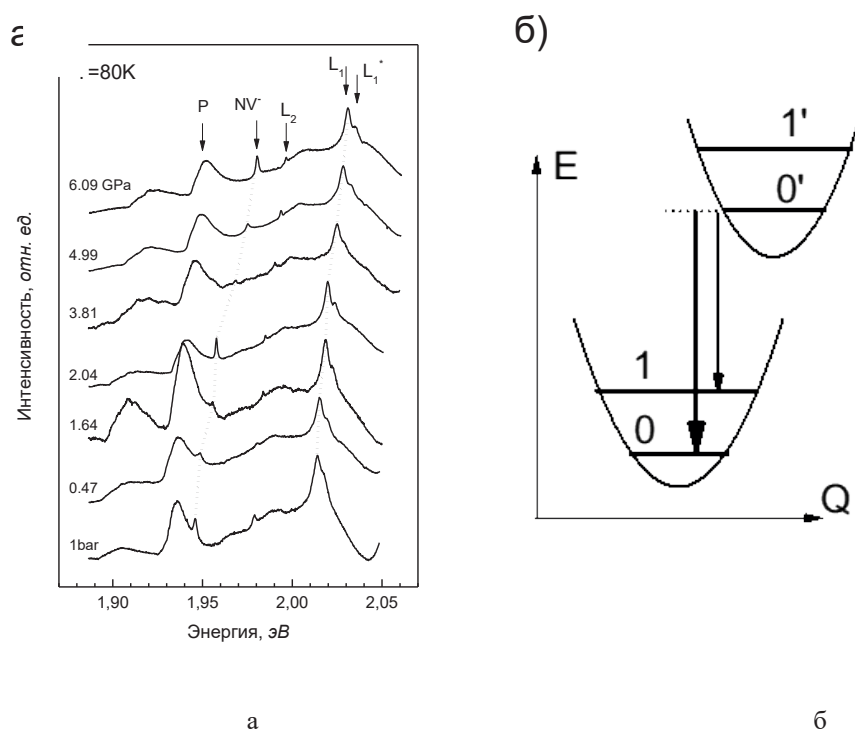 а
.=80K
P
NV⁻
L₂
L₁
L₁*
6.09 GPa
4.99
3.81
2.04
1.64
0.47
1bar
Интенсивность, отн. ед.
1,90 1,95 2,00 2,05
Энергия, эВ
а
б)
E
1'
0'
1
0
Q
б